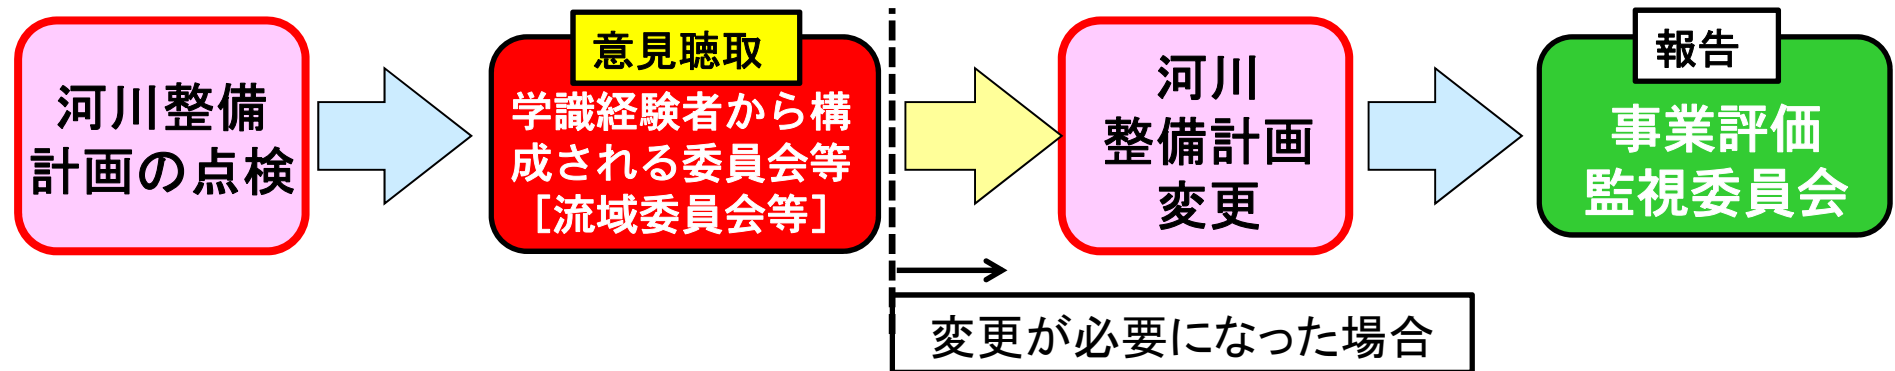 河川整備
計画の点検
意見聴取
学識経験者から構
成される委員会等
［流域委員会等］
河川
整備計画
変更
報告
事業評価
監視委員会
変更が必要になった場合